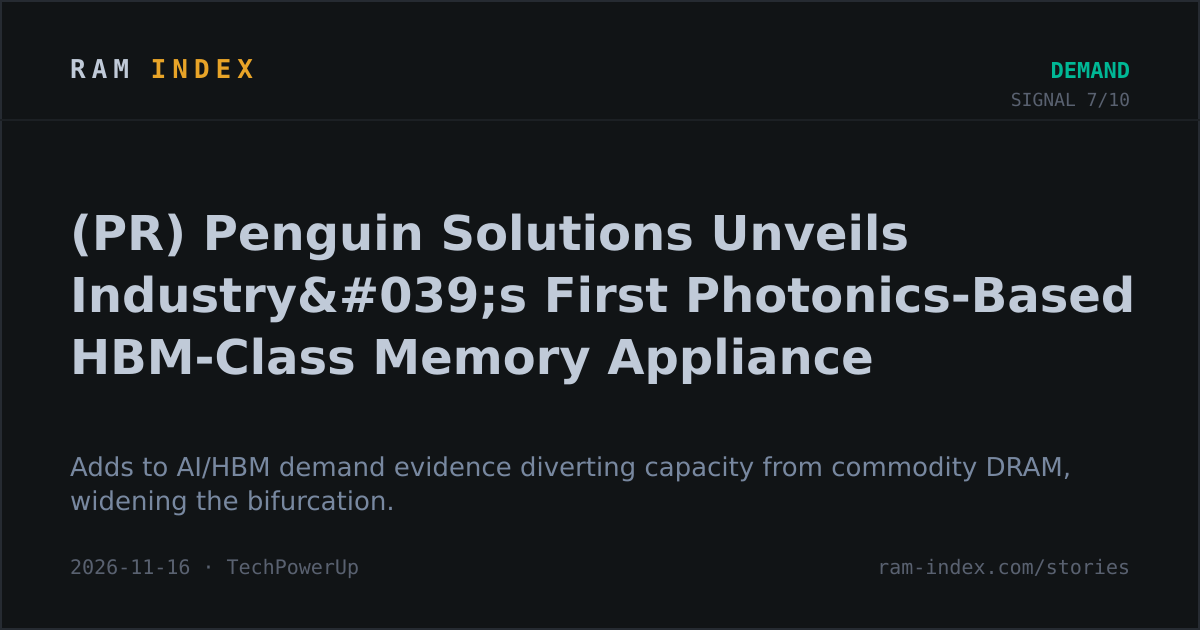 RAM INDEX
DEMAND
SIGNAL 7/10
(PR) Penguin Solutions Unveils
Industry&#039;s First Photonics-Based
HBM-Class Memory Appliance
Adds to AI/HBM demand evidence diverting capacity from commodity DRAM,
widening the bifurcation.
2026-11-16 · TechPowerUp
ram-index.com/stories